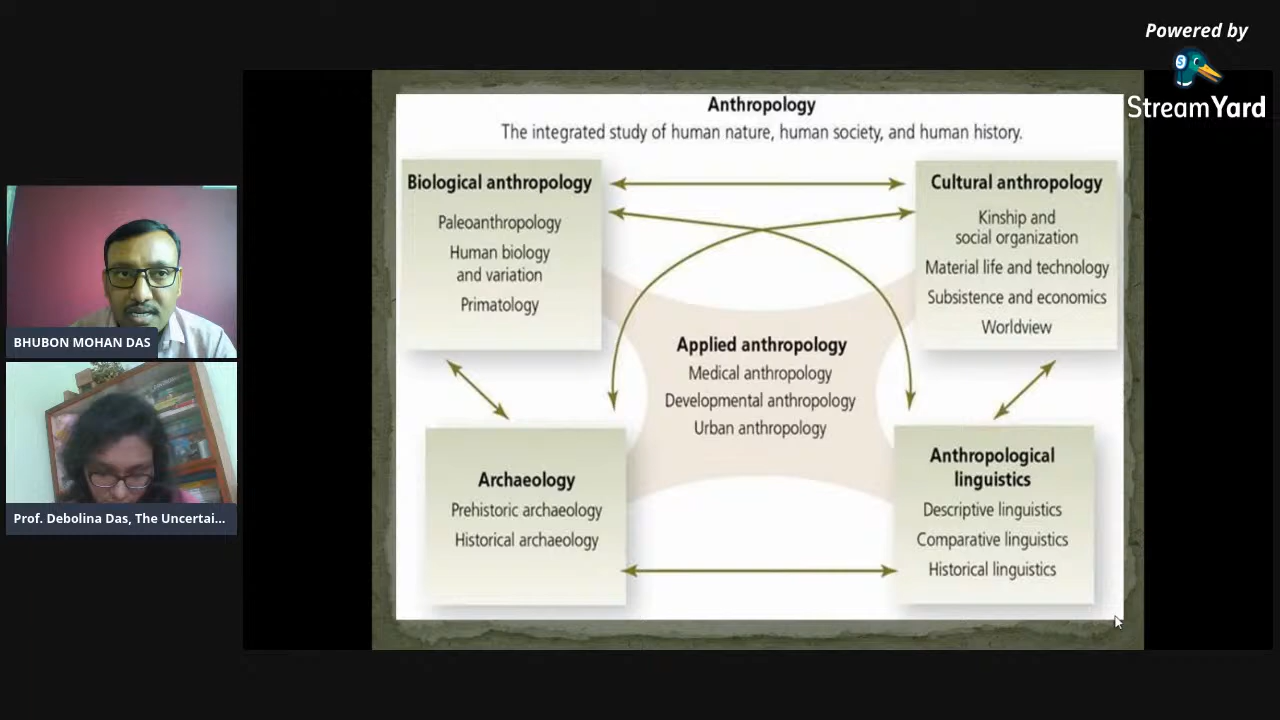 Powered by
StreamYard
Anthropology
The integrated study of human nature, human society, and human history.
Biological anthropology
Paleoanthropology
Human biology
and variation
Primatology
Cultural anthropology
Kinship and
social organization
Material life and technology
Subsistence and economics
Worldview
Applied anthropology
Medical anthropology
Developmental anthropology
Urban anthropology
Archaeology
Prehistoric archaeology
Historical archaeology
Anthropological
linguistics
Descriptive linguistics
Comparative linguistics
Historical linguistics
BHUBON MOHAN DAS
Prof. Debolina Das, The Uncertai...